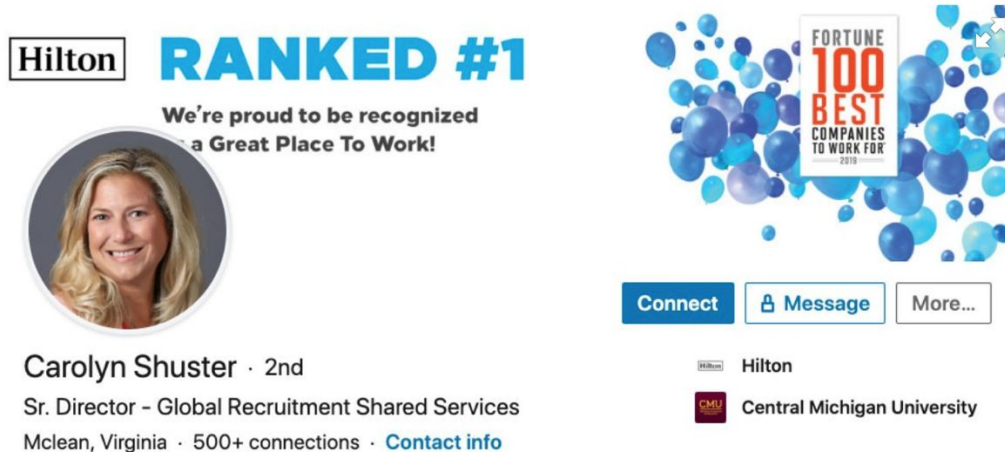 Hilton
RANKED #1
We're proud to be recognized
a Great Place To Work!
FORTUNE
100
BEST
COMPANIES
TO WORK FOR
2019
Connect
Message
More...
Carolyn Shuster · 2nd
Sr. Director – Global Recruitment Shared Services
Mclean, Virginia · 500+ connections · Contact info
Hilton
Hilton
CMU
Central Michigan University